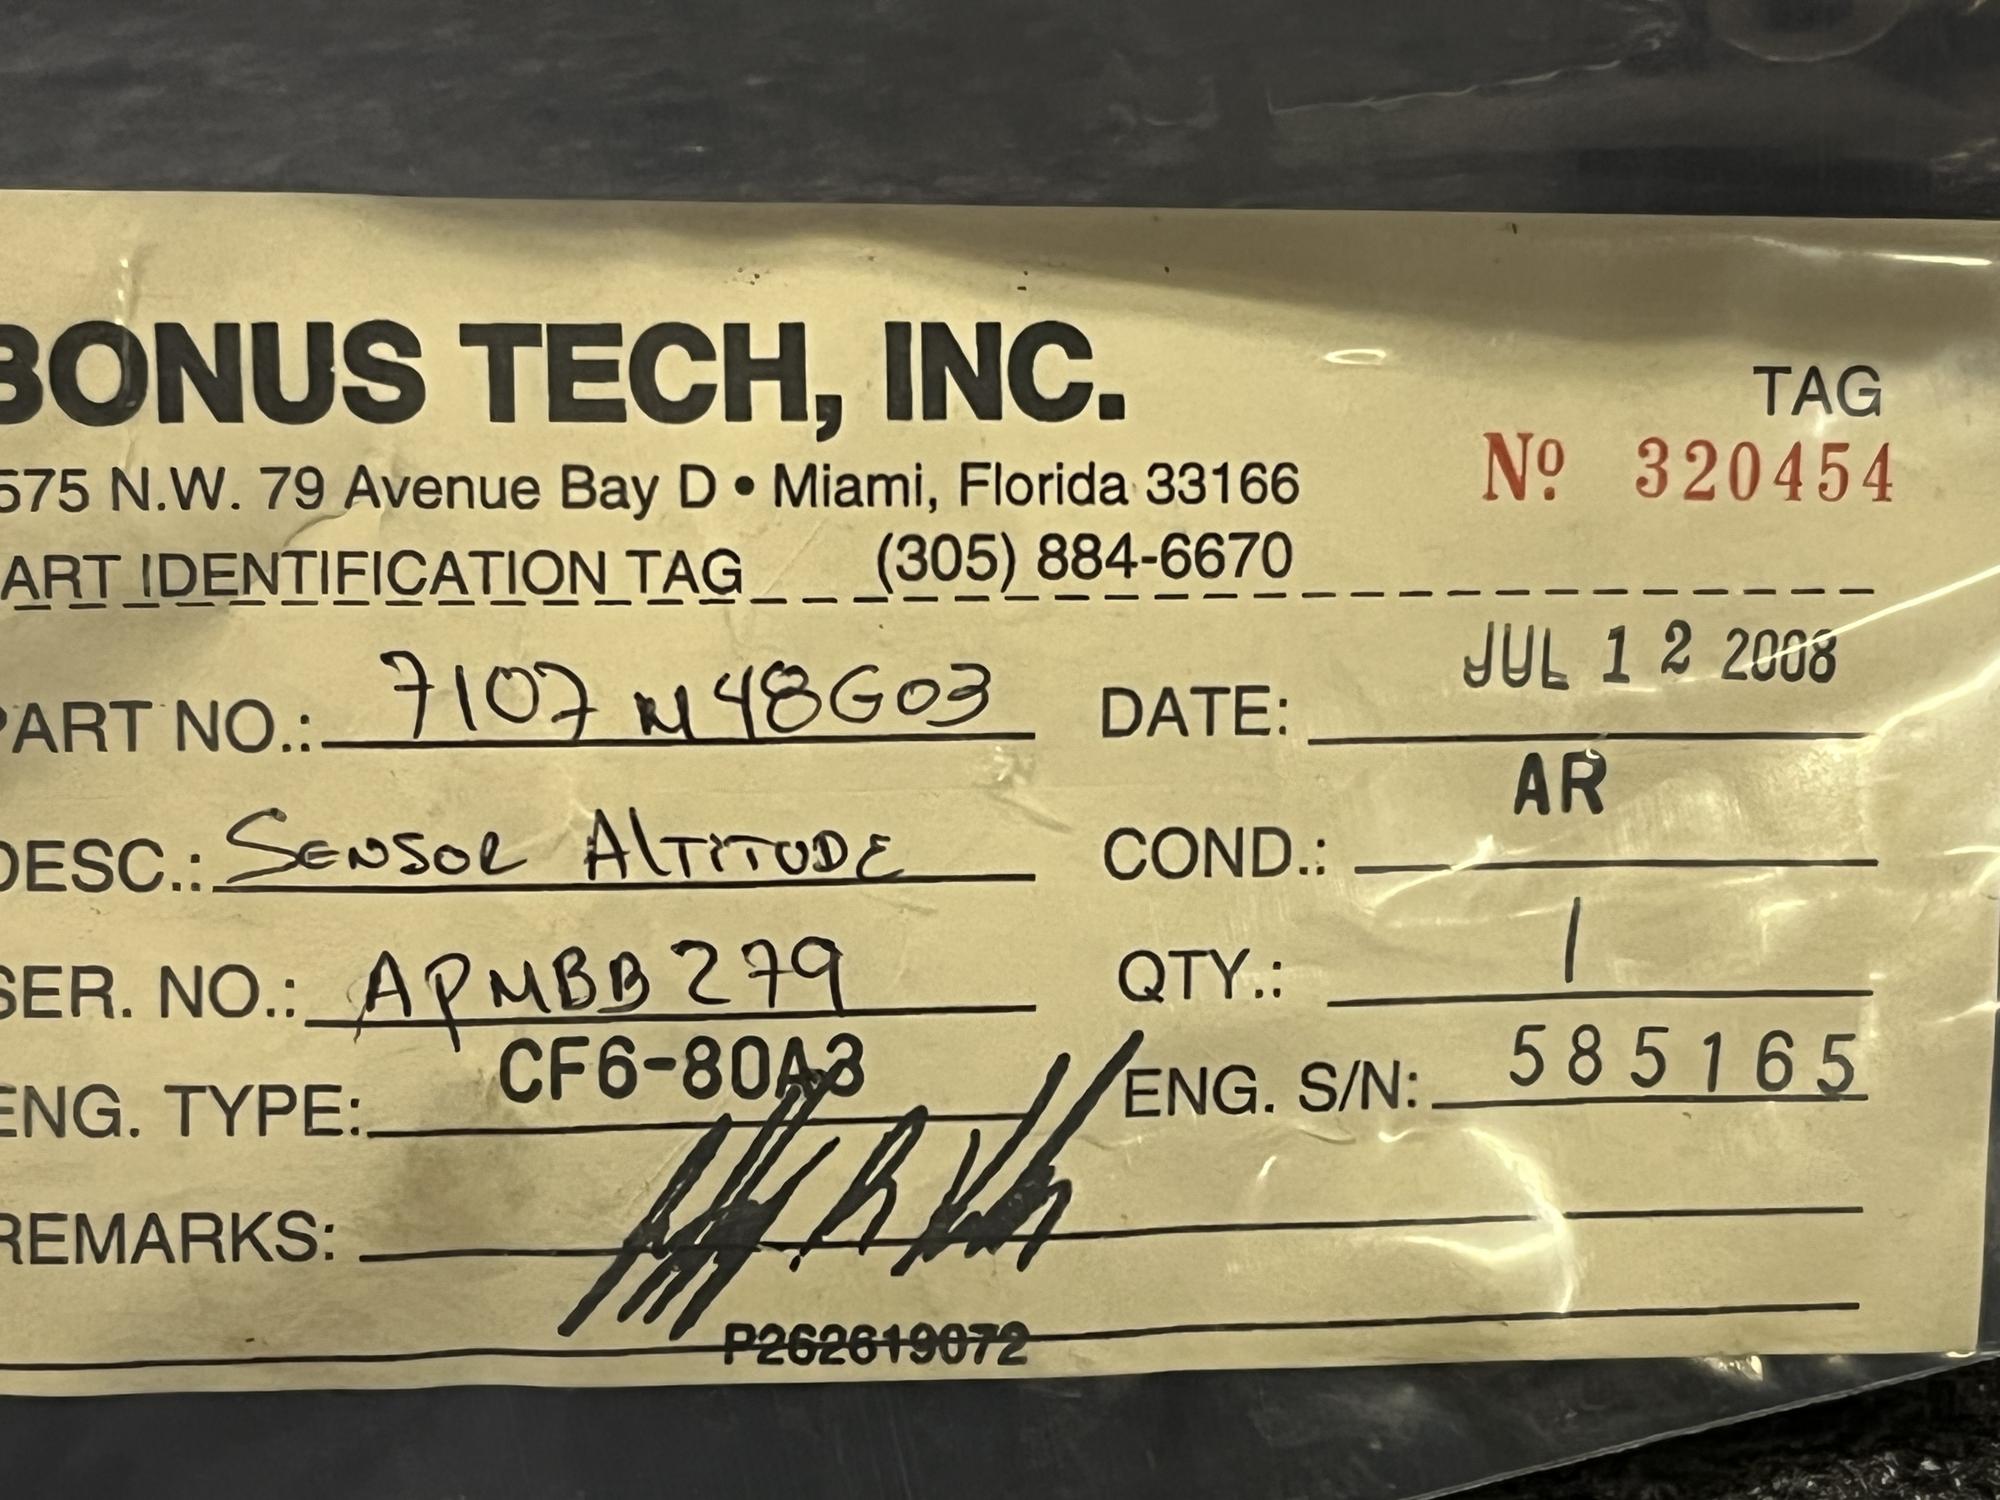 BONUS TECH, INC.
TAG
575 N.W. 79 Avenue Bay D • Miami, Florida 33166
Nº 320454
ART IDENTIFICATION TAG (305) 884-6670
PART NO.: 7107M48G03 DATE: JUL 12 2008
DESC.: SENSOR ALTITUDE COND.: AR
SER. NO.: APMBB279 QTY.: 1
ENG. TYPE: CF6-80A3 ENG. S/N: 585165
REMARKS:
P262619072